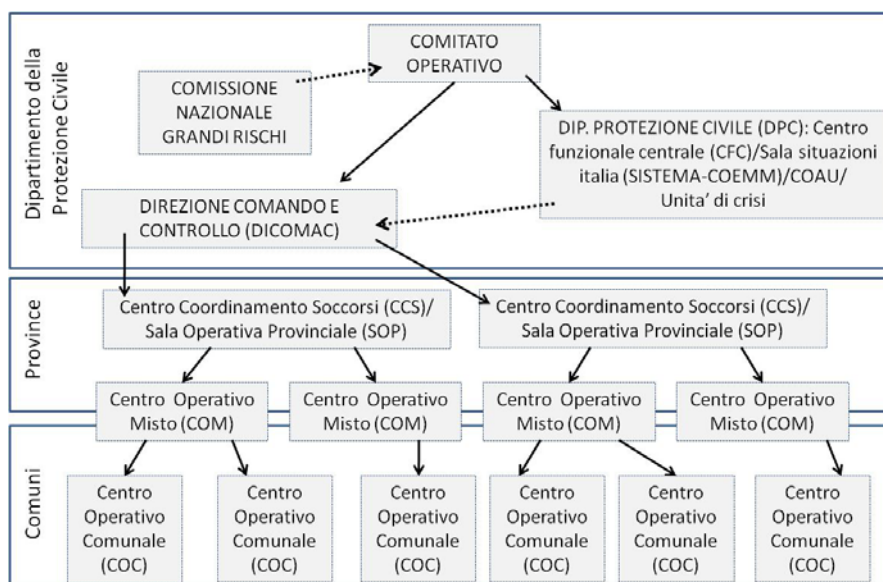 Dipartimento della
Protezione Civile
COMITATO
OPERATIVO
COMISSIONE
NAZIONALE
GRANDI RISCHI
DIP. PROTEZIONE CIVILE (DPC): Centro
funzionale centrale (CFC)/Sala situazioni
italia (SISTEMA-COEMM)/COAU/
Unita’ di crisi
DIREZIONE COMANDO E
CONTROLLO (DICOMAC)
Province
Centro Coordinamento Soccorsi (CCS)/
Sala Operativa Provinciale (SOP)
Centro Coordinamento Soccorsi (CCS)/
Sala Operativa Provinciale (SOP)
Centro Operativo
Misto (COM)
Centro Operativo
Misto (COM)
Centro Operativo
Misto (COM)
Centro Operativo
Misto (COM)
Comuni
Centro
Operativo
Comunale
(COC)
Centro
Operativo
Comunale
(COC)
Centro
Operativo
Comunale
(COC)
Centro
Operativo
Comunale
(COC)
Centro
Operativo
Comunale
(COC)
Centro
Operativo
Comunale
(COC)